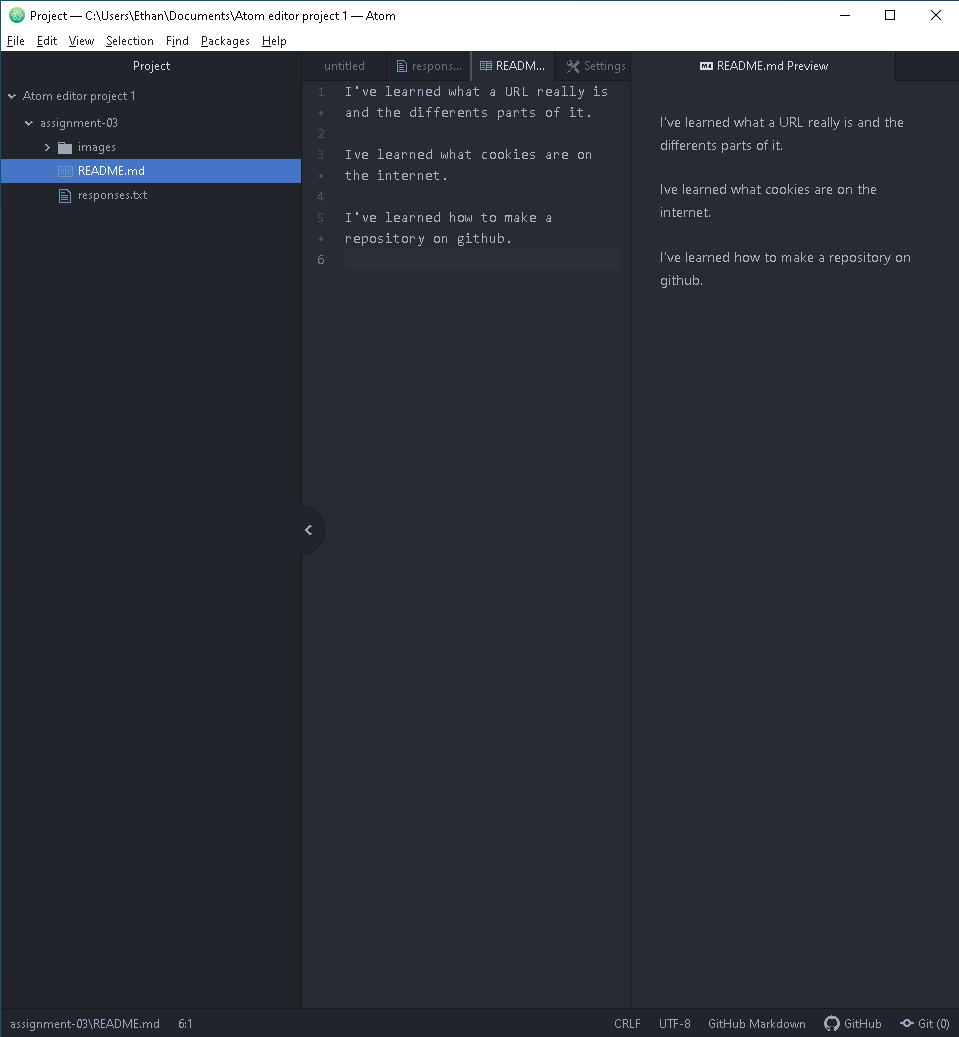 Project — C:\Users\Ethan\Documents\Atom editor project 1 — Atom
File Edit View Selection Find Packages Help
Project
untitled
respons...
READM...
Settings
README.md Preview
Atom editor project 1
assignment-03
images
README.md
responses.txt
1 I've learned what a URL really is
• and the differents parts of it.
2
3 Ive learned what cookies are on
• the internet.
4
5 I've learned how to make a
• repository on github.
6
I've learned what a URL really is and the
differents parts of it.
Ive learned what cookies are on the
internet.
I've learned how to make a repository on
github.
assignment-03\README.md 6:1 CRLF UTF-8 GitHub Markdown GitHub Git (0)